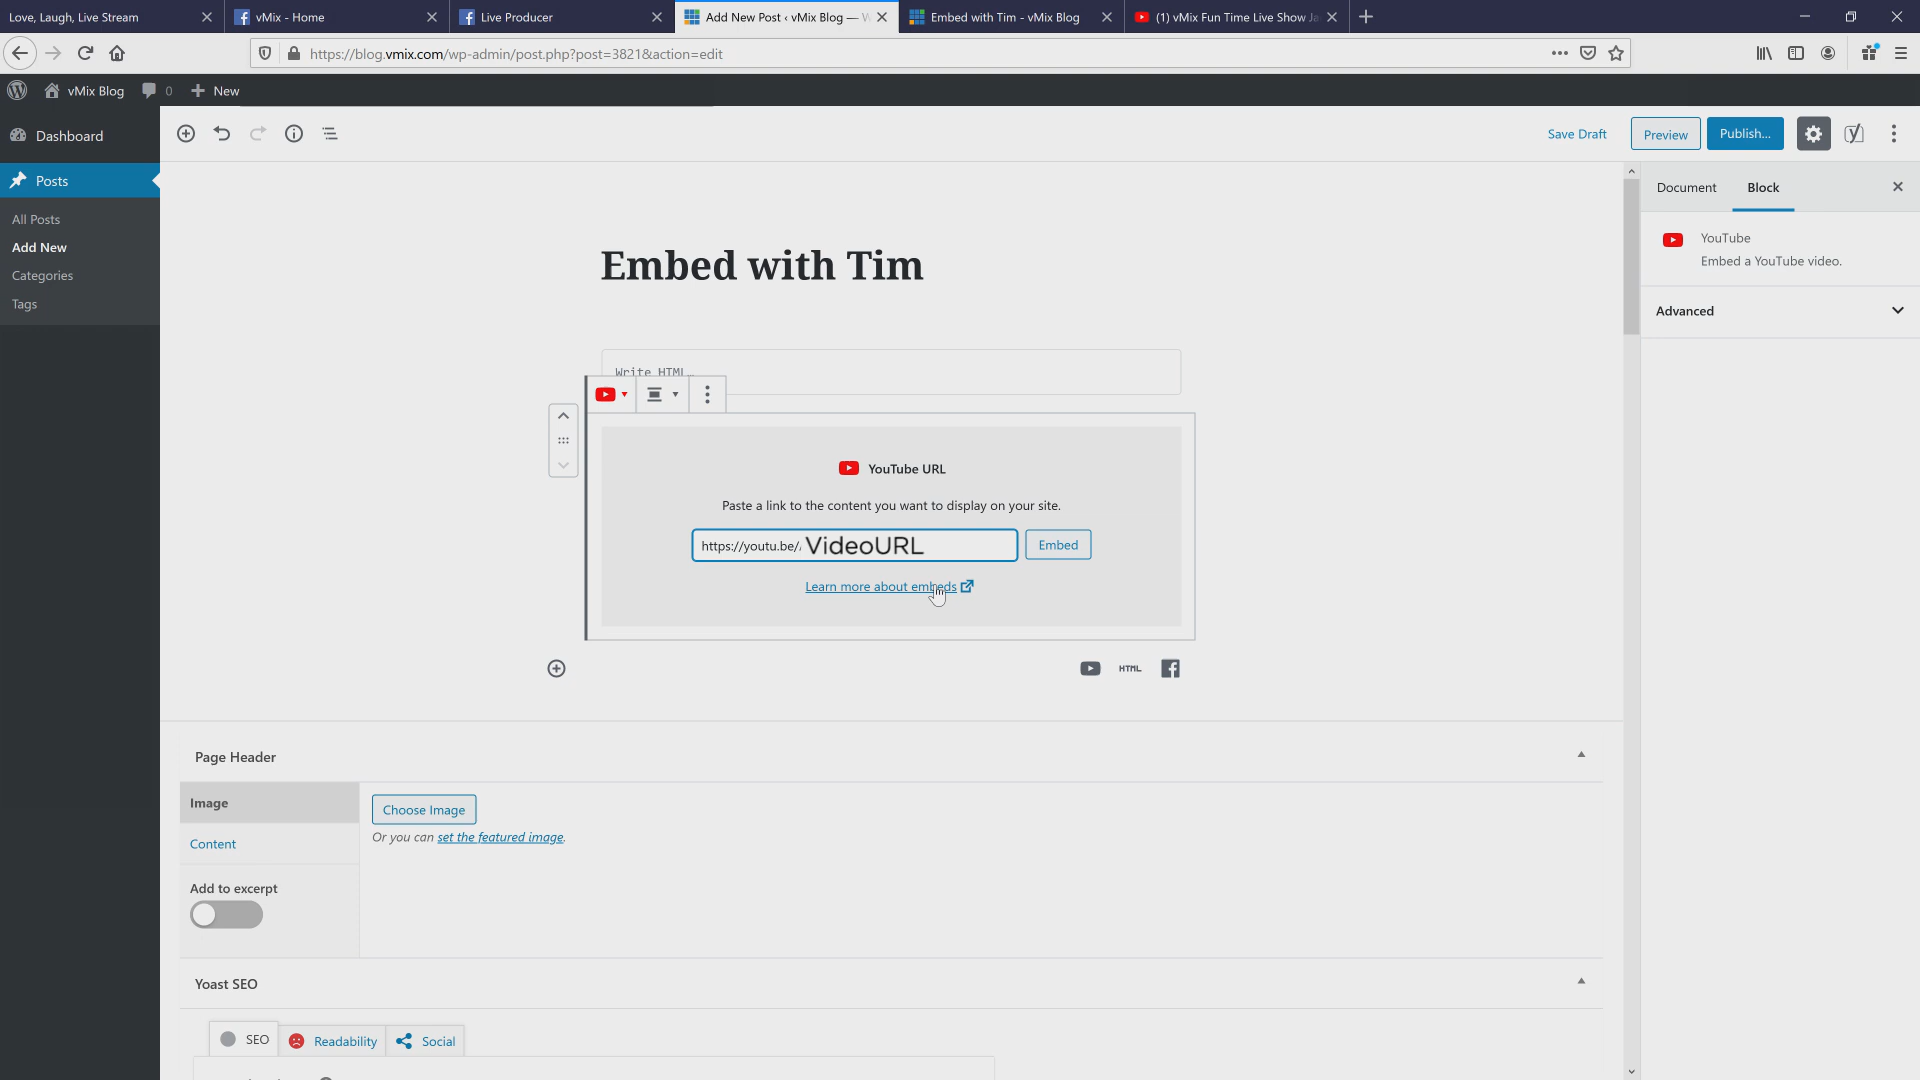 Love, Laugh, Live Stream
vMix - Home
Live Producer
Add New Post ‹ vMix Blog — W
Embed with Tim - vMix Blog
(1) vMix Fun Time Live Show Ja
https://blog.vmix.com/wp-admin/post.php?post=3821&action=edit
vMix Blog
0
New
Dashboard
Posts
All Posts
Add New
Categories
Tags
Save Draft
Preview
Publish...
Document
Block
YouTube
Embed a YouTube video.
Advanced
Embed with Tim
Write HTML…
YouTube URL
Paste a link to the content you want to display on your site.
https://youtu.be/ VideoURL
Embed
Learn more about embeds
HTML
Page Header
Image
Content
Add to excerpt
Choose Image
Or you can set the featured image.
Yoast SEO
SEO
Readability
Social